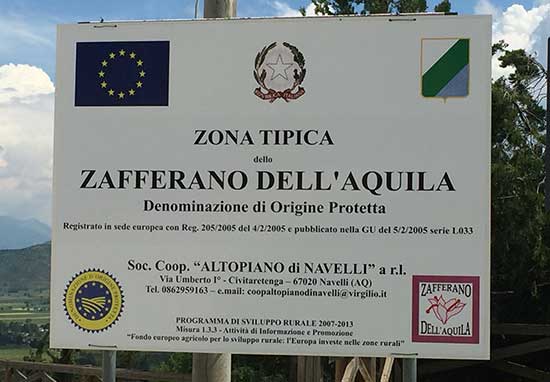 ZONA TIPICA
dello
ZAFFERANO DELL'AQUILA
Denominazione di Origine Protetta
Registrato in sede europea con Reg. 205/2005 del 4/2/2005 e pubblicato nella GU del 5/2/2005 serie L033
Soc. Coop. “ALTOPIANO di NAVELLI” a r.l.
Via Umberto I° - Civitaretenga – 67020 Navelli (AQ)
Tel. 0862959163 – e.mail: coopaltopianodinavelli@virgilio.it
ZAFFERANO
DELL'AQUILA
PROGRAMMA DI SVILUPPO RURALE 2007-2013
Misura 1.3.3 - Attività di Informazione e Promozione
“Fondo europeo agricolo per lo sviluppo rurale: l'Europa investe nelle zone rurali”